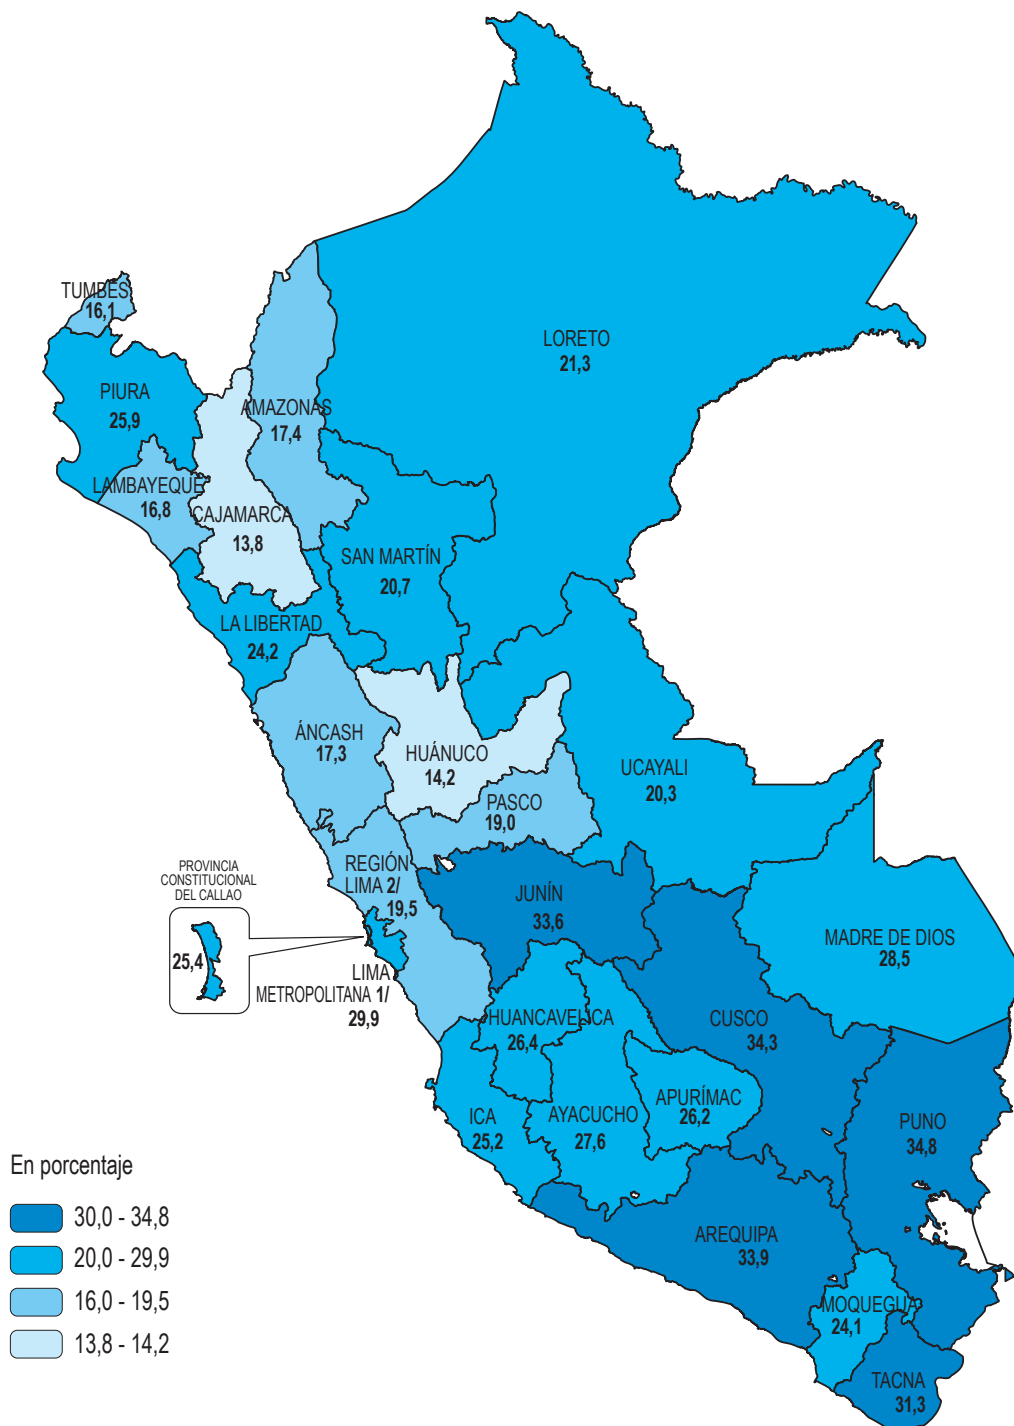 TUMBES
16,1
PIURA
25,9
LAMBAYEQUE
16,8
CAJAMARCA
13,8
AMAZONAS
17,4
LORETO
21,3
SAN MARTÍN
20,7
LA LIBERTAD
24,2
ÁNCASH
17,3
HUÁNUCO
14,2
PASCO
19,0
UCAYALI
20,3
REGIÓN
LIMA 2/
19,5
PROVINCIA
CONSTITUCIONAL
DEL CALLAO
25,4
LIMA
METROPOLITANA 1/
29,9
JUNÍN
33,6
MADRE DE DIOS
28,5
CUSCO
34,3
HUANCAVELICA
26,4
ICA
25,2
AYACUCHO
27,6
APURÍMAC
26,2
PUNO
34,8
AREQUIPA
33,9
MOQUEGUA
24,1
TACNA
31,3
En porcentaje
30,0 - 34,8
20,0 - 29,9
16,0 - 19,5
13,8 - 14,2